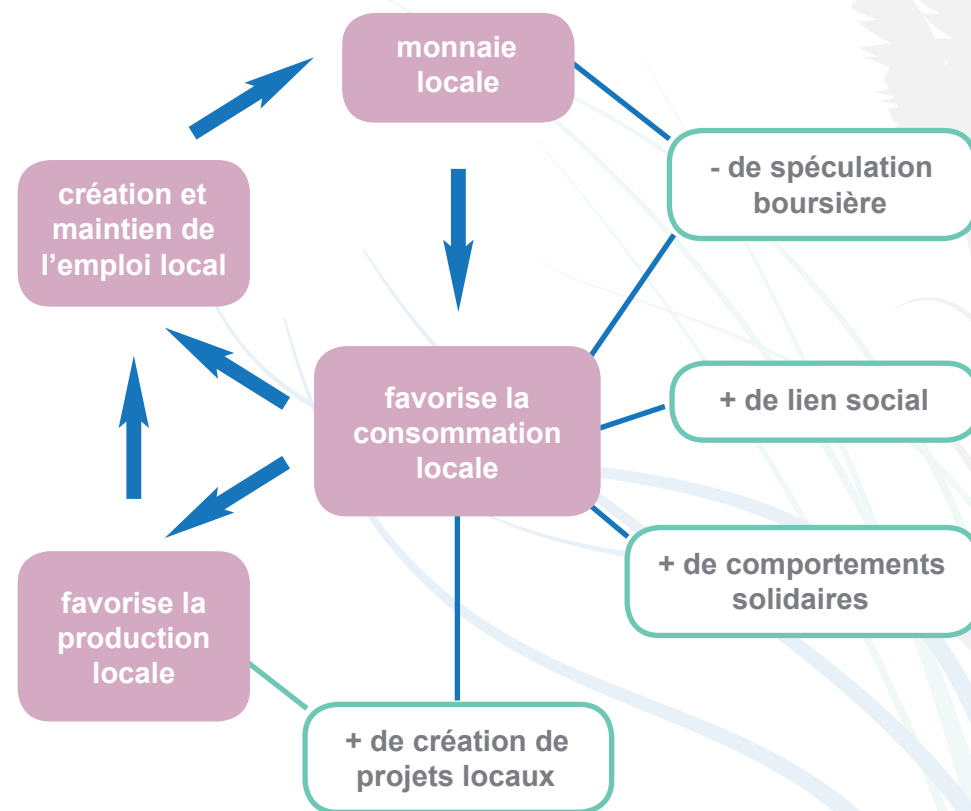 monnaie
locale
- de spéculation
boursière
création et
maintien de
l’emploi local
favorise la
consommation
locale
+ de lien social
+ de comportements
solidaires
favorise la
production
locale
+ de création de
projets locaux